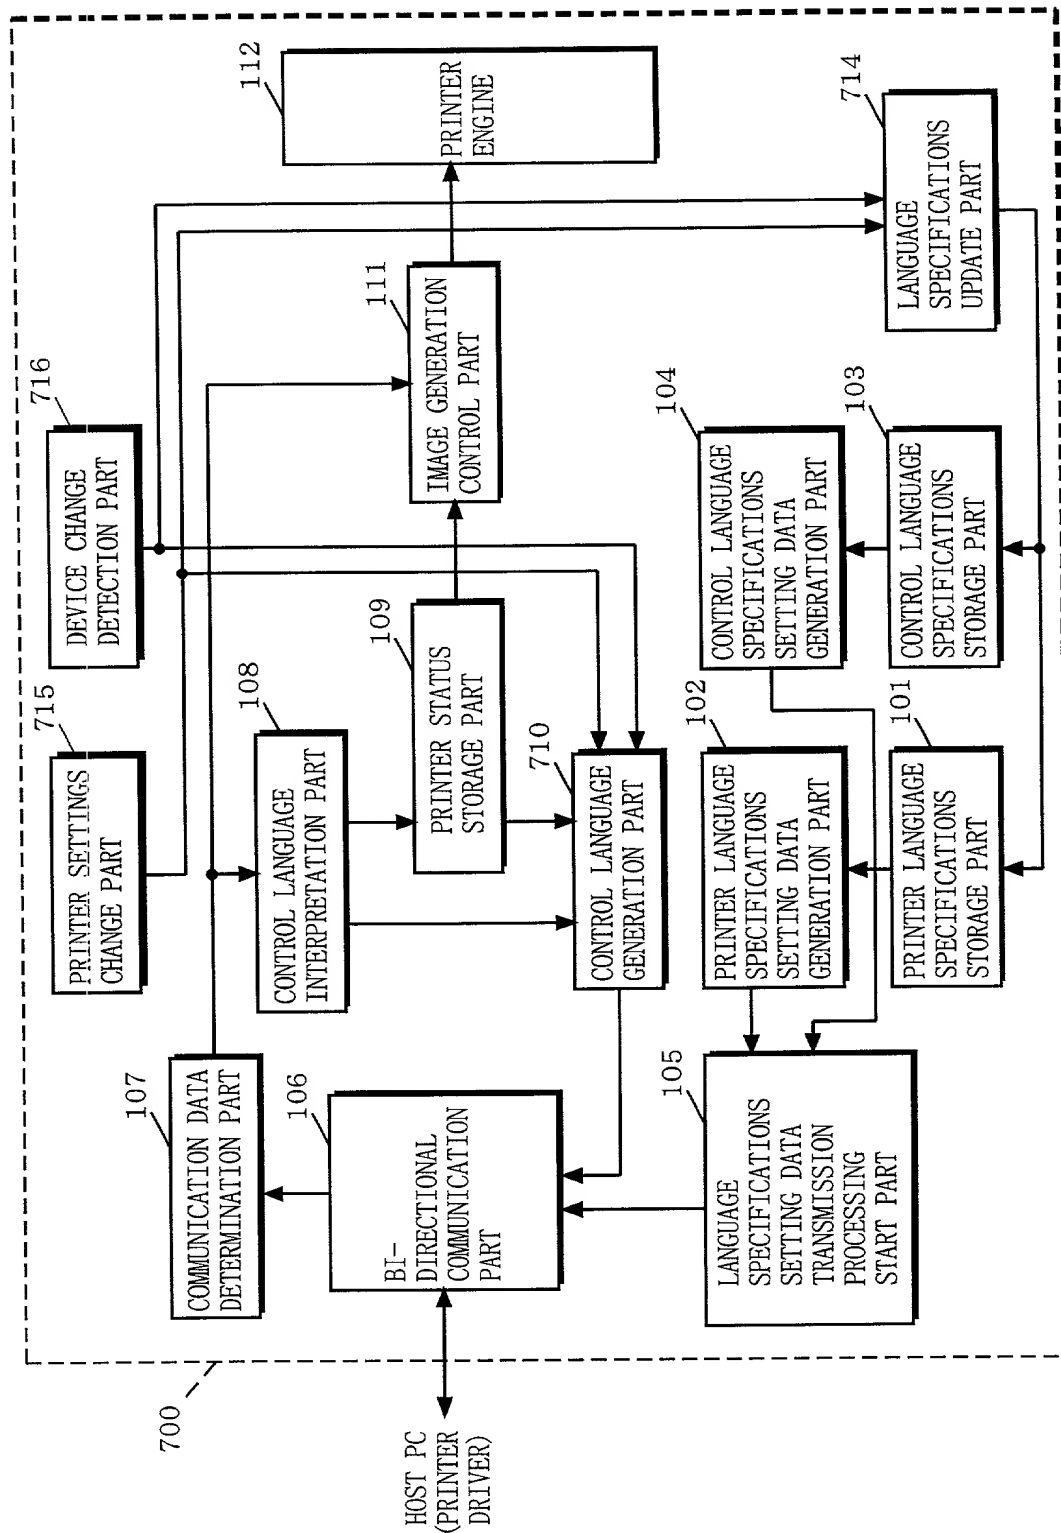 700
HOST PC
(PRINTER
DRIVER)
715
PRINTER SETTINGS
CHANGE PART
716
DEVICE CHANGE
DETECTION PART
107
COMMUNICATION DATA
DETERMINATION PART
108
CONTROL LANGUAGE
INTERPRETATION PART
112
PRINTER
ENGINE
106
BI-
DIRECTIONAL
COMMUNICATION
PART
109
PRINTER STATUS
STORAGE PART
111
IMAGE GENERATION
CONTROL PART
710
CONTROL LANGUAGE
GENERATION PART
105
LANGUAGE
SPECIFICATIONS
SETTING DATA
TRANSMISSION
PROCESSING
START PART
102
PRINTER LANGUAGE
SPECIFICATIONS
SETTING DATA
GENERATION PART
104
CONTROL LANGUAGE
SPECIFICATIONS
SETTING DATA
GENERATION PART
101
PRINTER LANGUAGE
SPECIFICATIONS
STORAGE PART
103
CONTROL LANGUAGE
SPECIFICATIONS
STORAGE PART
714
LANGUAGE
SPECIFICATIONS
UPDATE PART